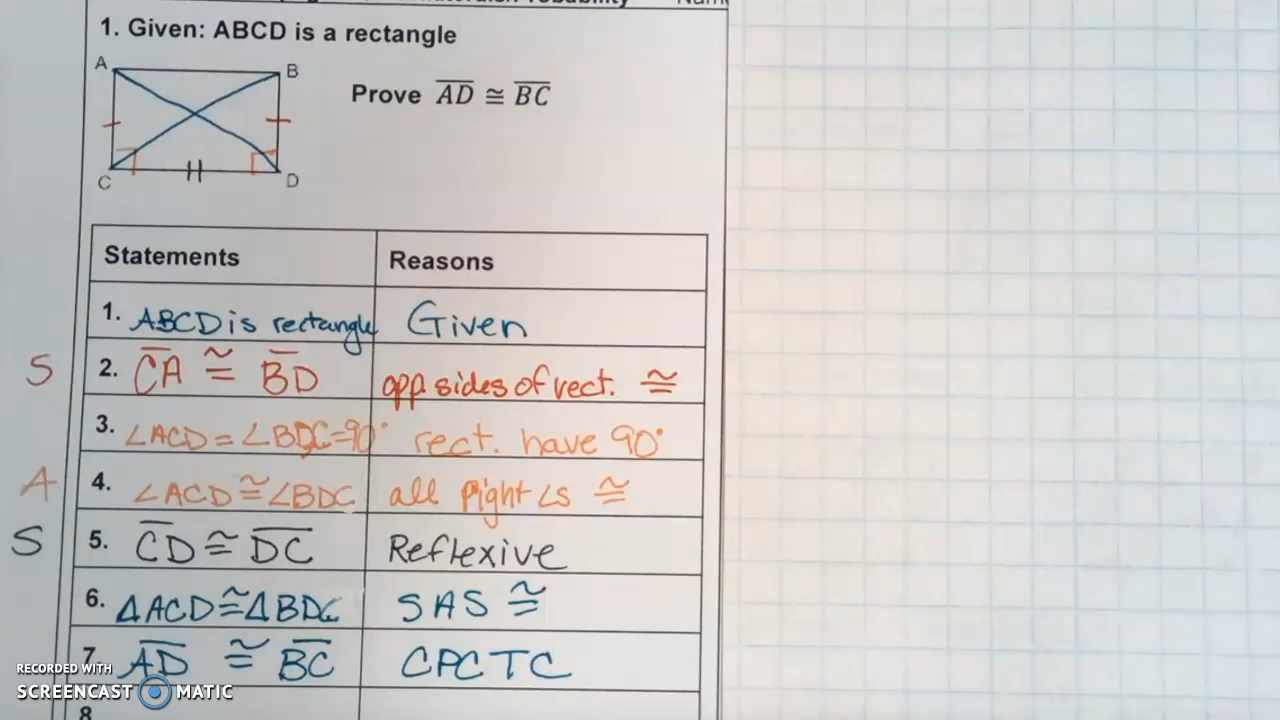 1. Given: ABCD is a rectangle
A
B
Prove AD ≅ BC
C
D
Statements
Reasons
1. ABCD is rectangle
Given
S
2. CA ≅ BD
opp sides of rect. ≅
3. ∠ACD = ∠BDC = 90°
rect. have 90°
A
4. ∠ACD ≅ ∠BDC
all right ∠s ≅
S
5. CD ≅ DC
Reflexive
6. ΔACD ≅ ΔBDC
SAS ≅
7 AD ≅ BC
CPCTC
8
RECORDED WITH
SCREENCAST MATIC